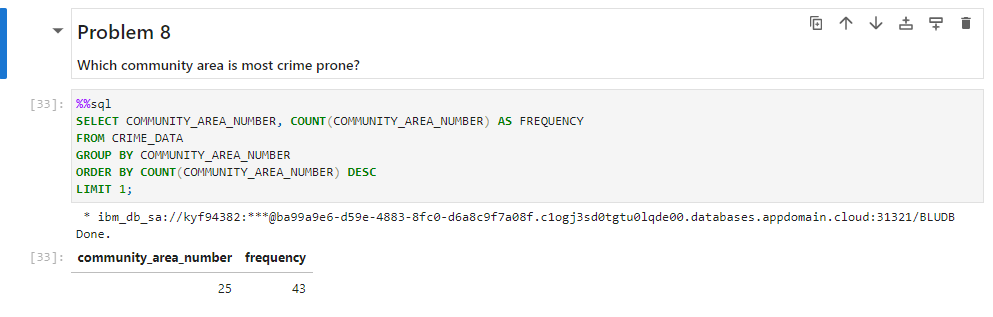 Problem 8
Which community area is most crime prone?
[33]:
%%sql
SELECT COMMUNITY_AREA_NUMBER, COUNT(COMMUNITY_AREA_NUMBER) AS FREQUENCY
FROM CRIME_DATA
GROUP BY COMMUNITY_AREA_NUMBER
ORDER BY COUNT(COMMUNITY_AREA_NUMBER) DESC
LIMIT 1;
* ibm_db_sa://kyf94382:***@ba99a9e6-d59e-4883-8fc0-d6a8c9f7a08f.c1ogj3sd0tgtu0lqde00.databases.appdomain.cloud:31321/BLUDB
Done.
[33]:
community_area_number frequency
25 43